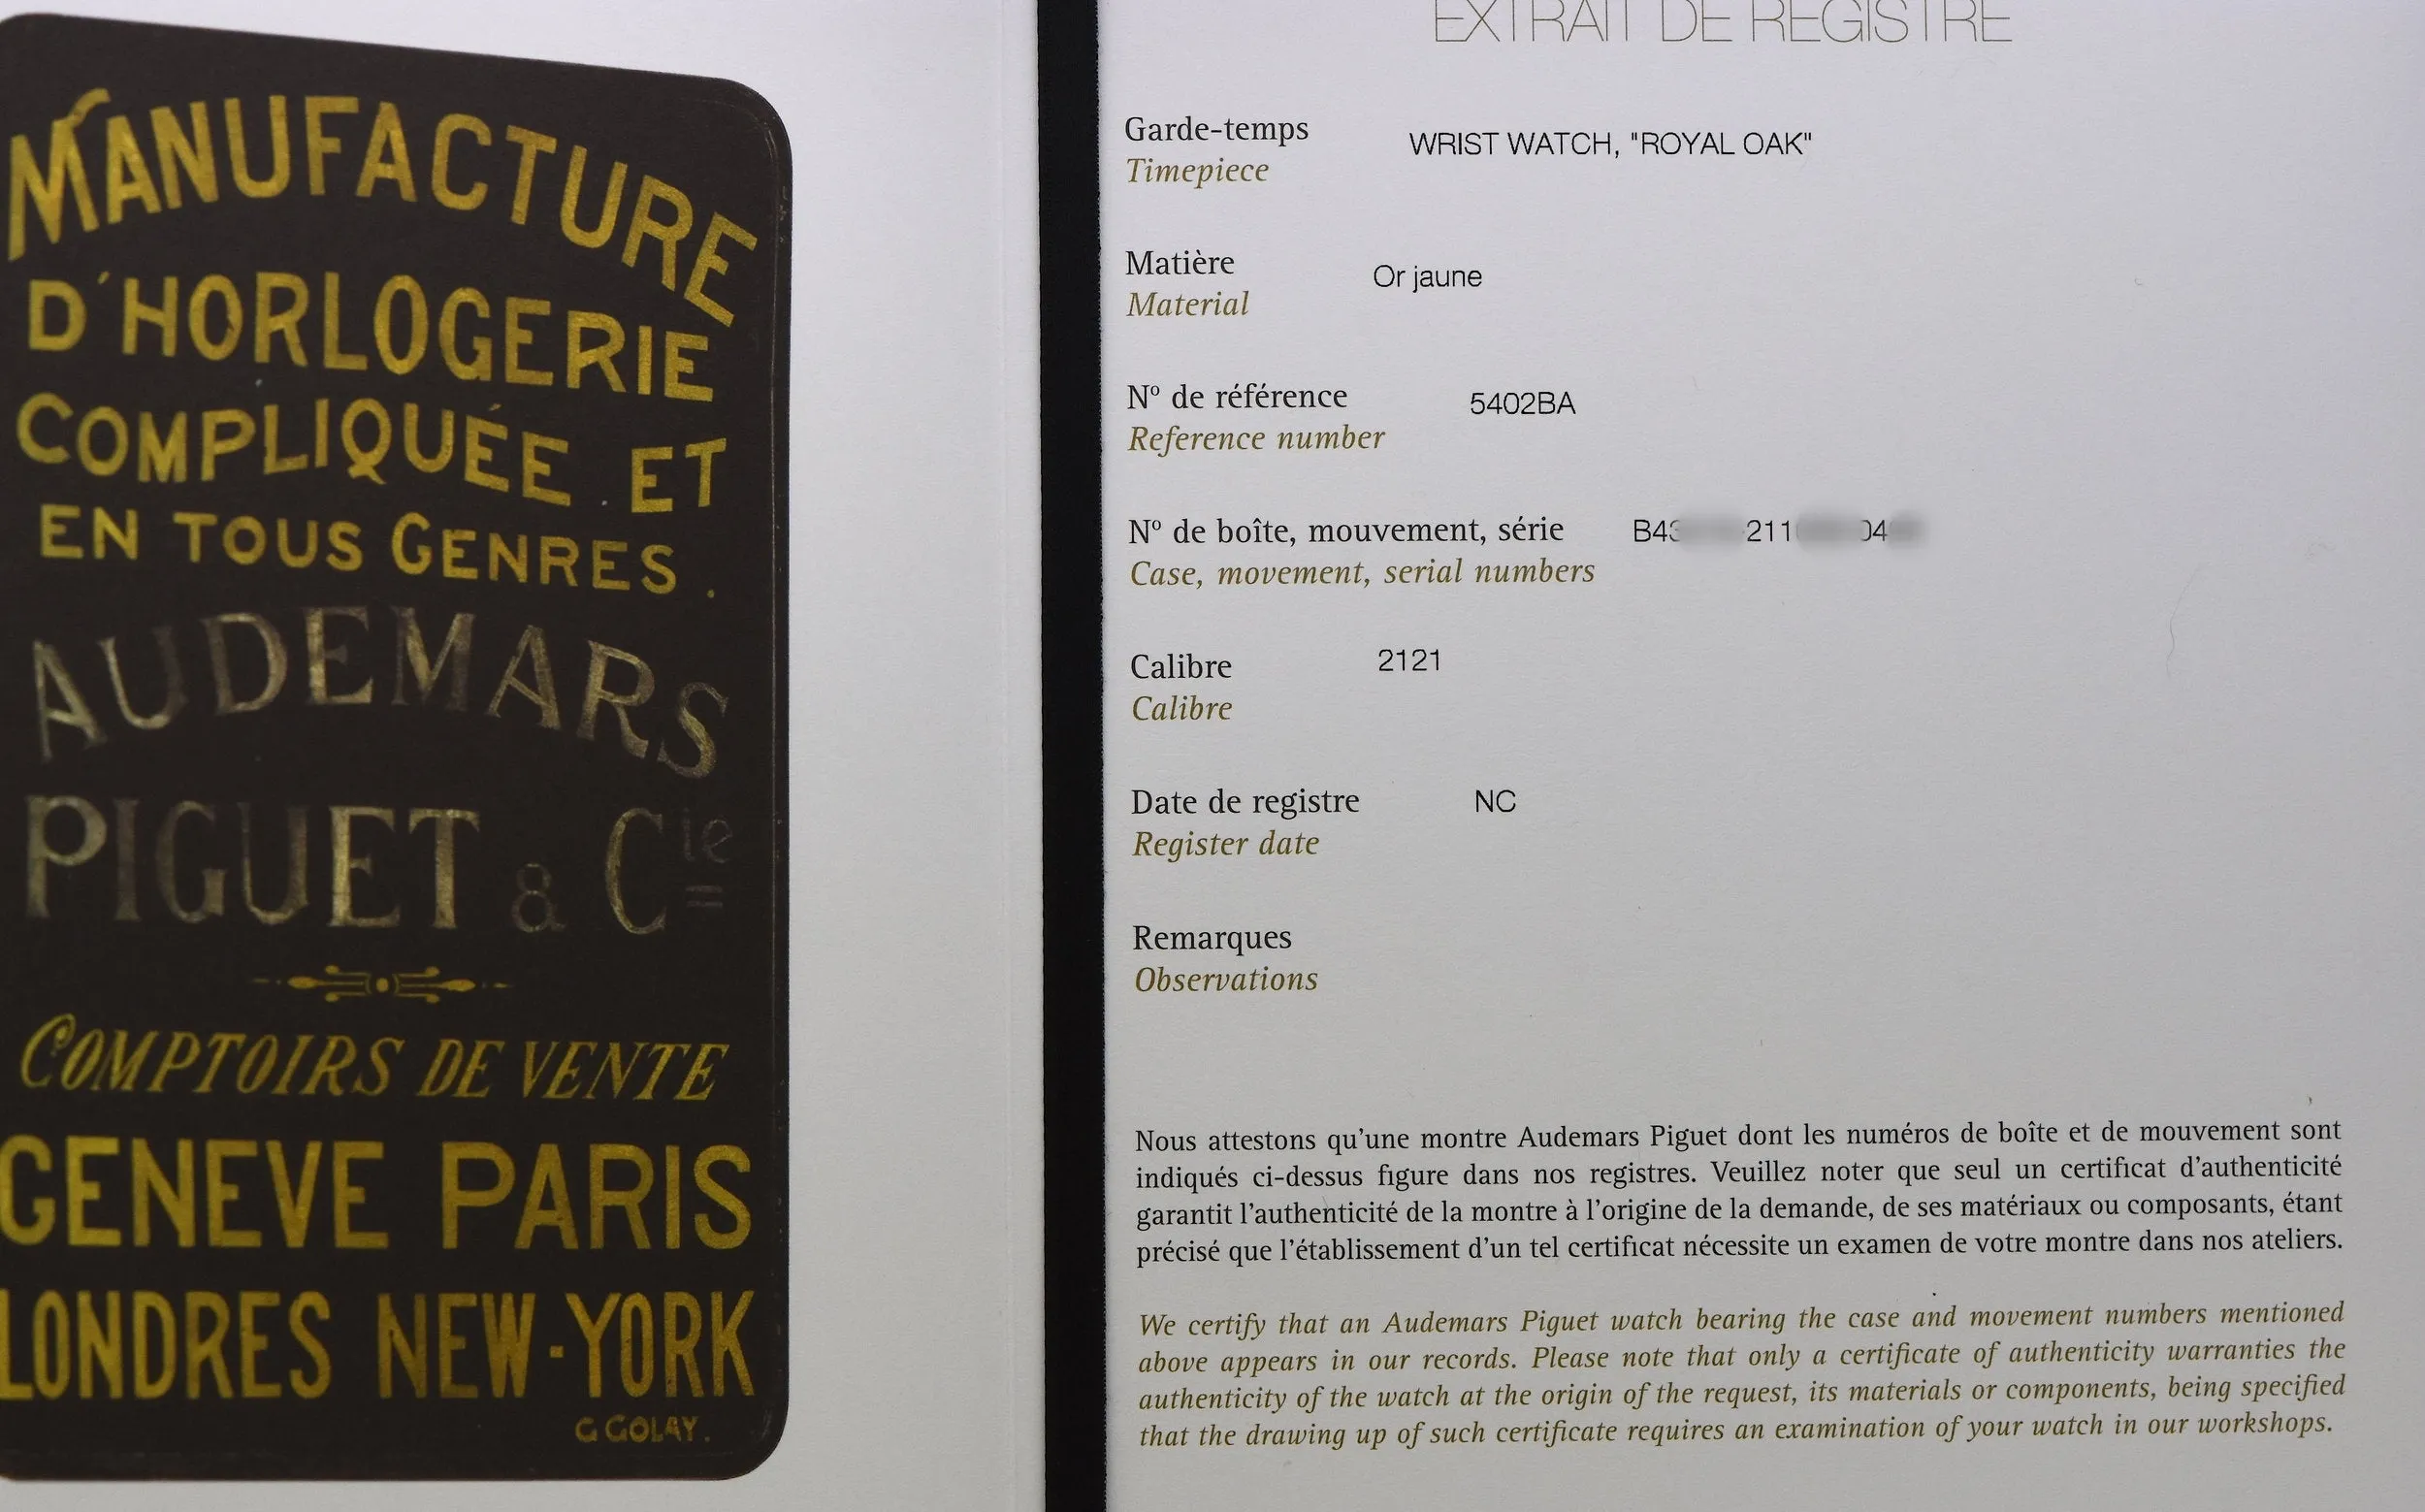 MANUFACTURE
D'HORLOGERIE
COMPLIQUÉE ET
EN TOUS GENRES.
AUDEMARS
PIGUET & Cie
COMPTOIRS DE VENTE
GENEVE PARIS
LONDRES NEW-YORK
G GOLAY.
EXTRAIT DE REGISTRE
Garde-temps WRIST WATCH, "ROYAL OAK"
Timepiece
Matière Or jaune
Material
Nº de référence 5402BA
Reference number
Nº de boîte, mouvement, série B43 211 04
Case, movement, serial numbers
Calibre 2121
Calibre
Date de registre NC
Register date
Remarques
Observations
Nous attestons qu'une montre Audemars Piguet dont les numéros de boîte et de mouvement sont
indiqués ci-dessus figure dans nos registres. Veuillez noter que seul un certificat d'authenticité
garantit l'authenticité de la montre à l'origine de la demande, de ses matériaux ou composants, étant
précisé que l'établissement d'un tel certificat nécessite un examen de votre montre dans nos ateliers.
We certify that an Audemars Piguet watch bearing the case and movement numbers mentioned
above appears in our records. Please note that only a certificate of authenticity warranties the
authenticity of the watch at the origin of the request, its materials or components, being specified
that the drawing up of such certificate requires an examination of your watch in our workshops.